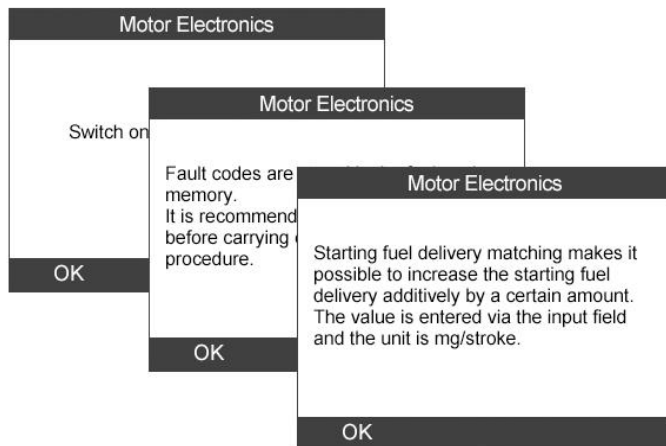 Motor Electronics
Switch on
OK
Motor Electronics
Fault codes are
memory.
It is recommend
before carrying
procedure.
OK
Motor Electronics
Starting fuel delivery matching makes it
possible to increase the starting fuel
delivery additively by a certain amount.
The value is entered via the input field
and the unit is mg/stroke.
OK